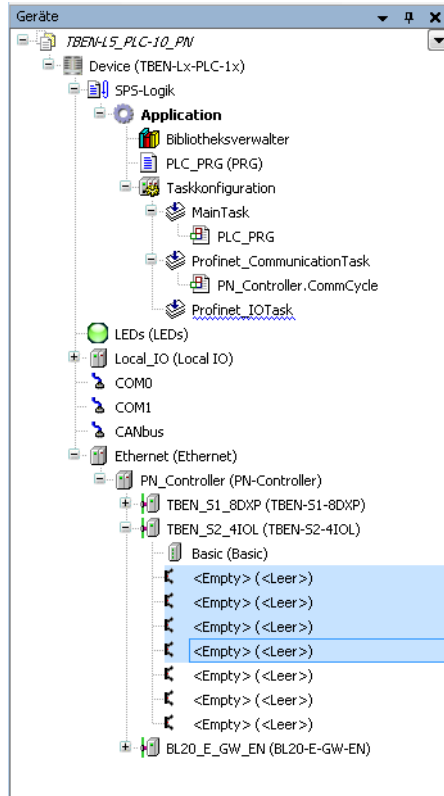 Geräte
TBEN-L5_PLC-10_PN
Device (TBEN-Lx-PLC-1x)
SPS-Logik
Application
Bibliotheksverwalter
PLC_PRG (PRG)
Taskkonfiguration
MainTask
PLC_PRG
Profinet_CommunicationTask
PN_Controller.CommCycle
Profinet_IOTask
LEDs (LEDs)
Local_IO (Local IO)
COM0
COM1
CANbus
Ethernet (Ethernet)
PN_Controller (PN-Controller)
TBEN_S1_8DXP (TBEN-S1-8DXP)
TBEN_S2_4IOL (TBEN-S2-4IOL)
Basic (Basic)
<Empty> (<Leer>)
<Empty> (<Leer>)
<Empty> (<Leer>)
<Empty> (<Leer>)
<Empty> (<Leer>)
<Empty> (<Leer>)
<Empty> (<Leer>)
BL20_E_GW_EN (BL20-E-GW-EN)